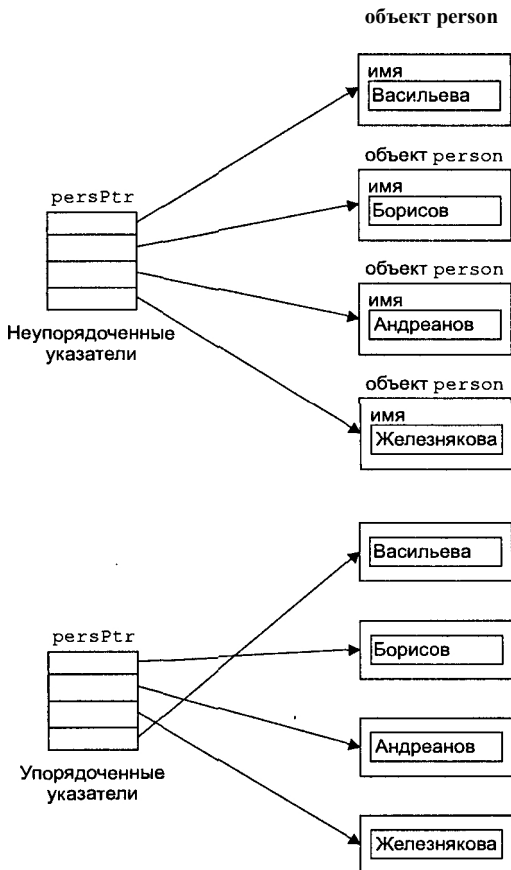 объект person
имя
Васильева
объект person
имя
Борисов
объект person
имя
Андреанов
объект person
имя
Железнякова
persPtr
Неупорядоченные
указатели
Васильева
Борисов
Андреанов
Железнякова
persPtr
Упорядоченные
указатели